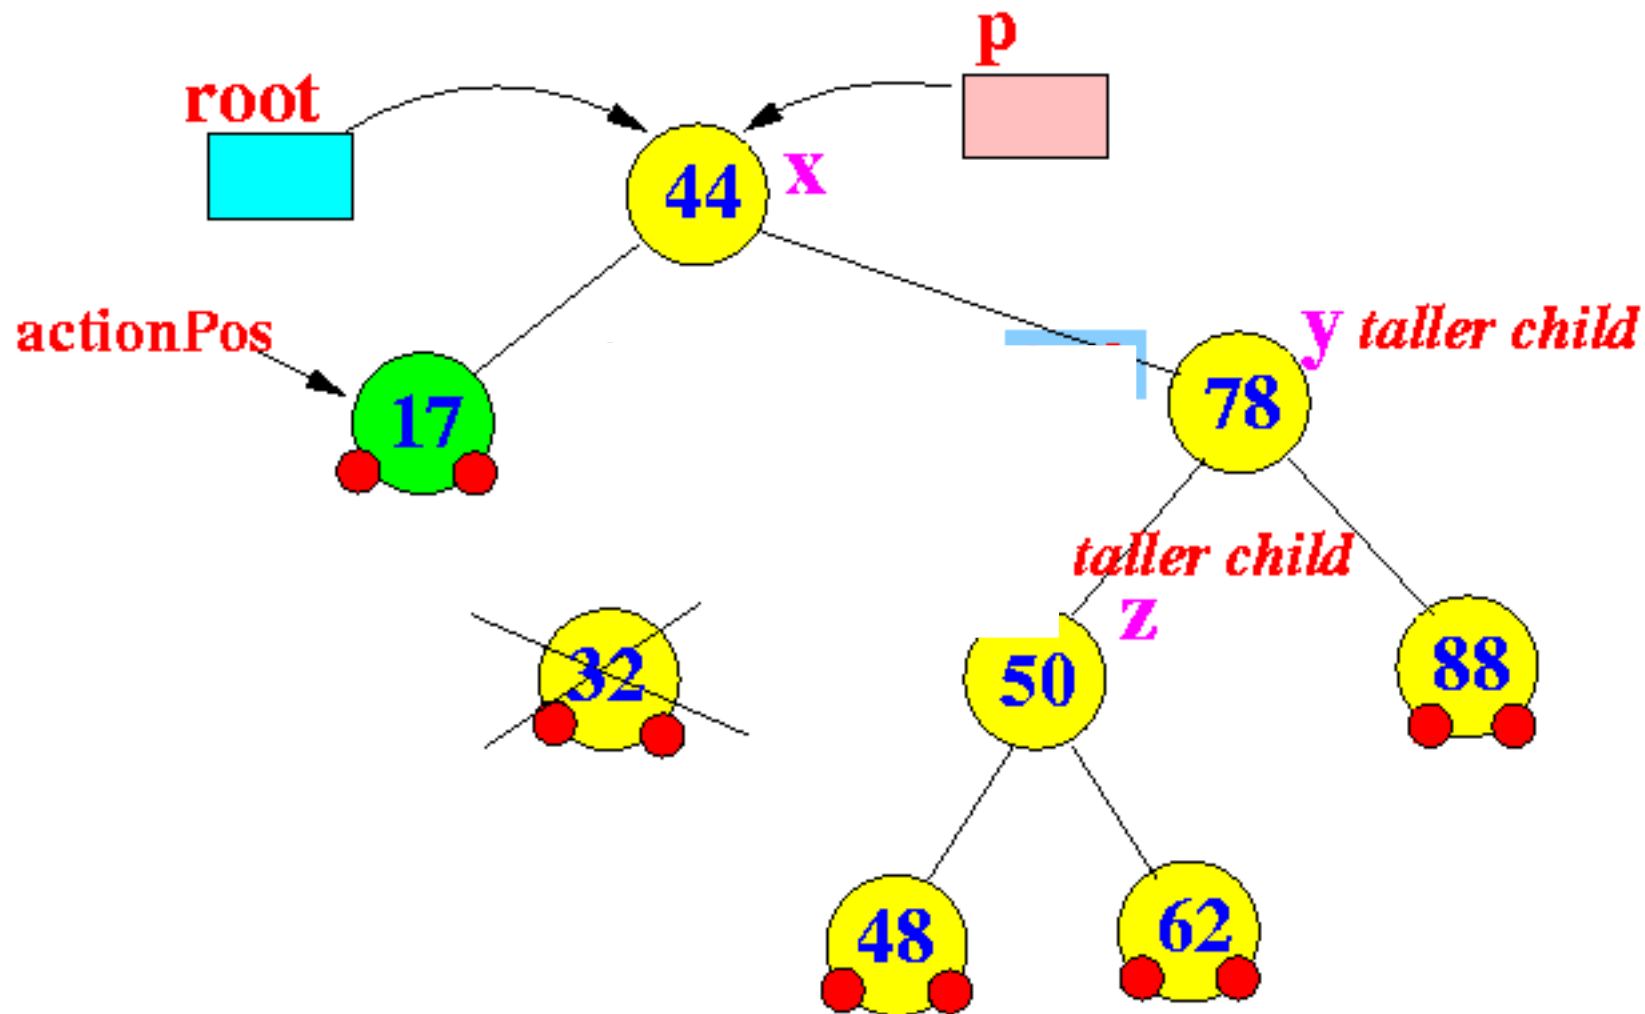 p
root
44 x
actionPos
17
y taller child
78
taller child
z
32
50
88
48
62